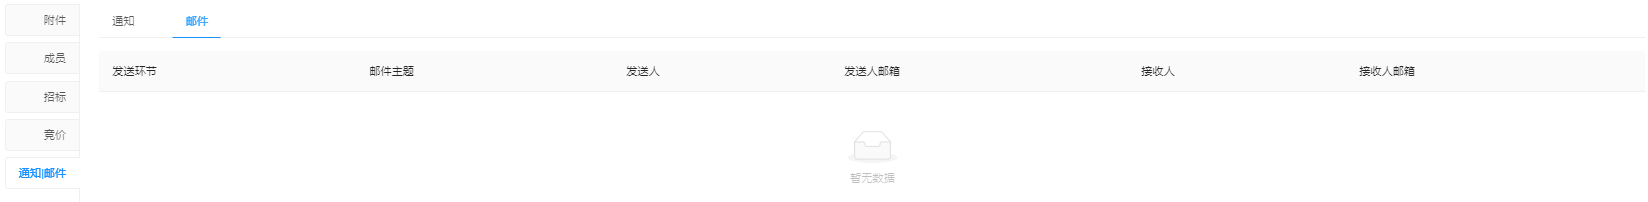 附件
成员
招标
竞价
通知|邮件
通知 邮件
发送环节 邮件主题 发送人 发送人邮箱 接收人 接收人邮箱
暂无数据